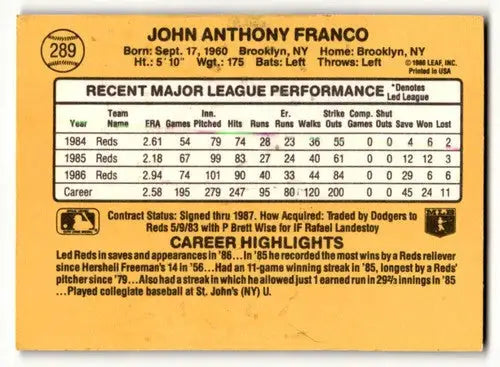 289
JOHN ANTHONY FRANCO
Born: Sept. 17, 1960 Brooklyn, NY Home: Brooklyn, NY
Ht.: 5' 10" Wgt.: 175 Bats: Left Throws: Left
© 1986 LEAF, INC.
Printed in USA
RECENT MAJOR LEAGUE PERFORMANCE
*Denotes
Led League
Year Team Name ERA Games Inn. Pitched Hits Runs Er. Runs Walks Strike Outs Comp. Games Shut Outs Save Won Lost
1984 Reds 2.61 54 79 74 28 23 36 55 0 0 4 6 2
1985 Reds 2.18 67 99 83 27 24 40 61 0 0 12 12 3
1986 Reds 2.94 74 101 90 40 33 44 84 0 0 29 6 6
Career 2.58 195 279 247 95 80 120 200 0 0 45 24 11
Contract Status: Signed thru 1987. How Acquired: Traded by Dodgers to
Reds 5/9/83 with P Brett Wise for IF Rafael Landestoy
MLB
CAREER HIGHLIGHTS
Led Reds in saves and appearances in '86...In '85 he recorded the most wins by a Reds reliever
since Hershell Freeman's 14 in '56...Had an 11-game winning streak in '85, longest by a Reds'
pitcher since '79...Also had a streak in which he allowed just 1 earned run in 29⅔ innings in '85
...Played collegiate baseball at St. John's (NY) U.